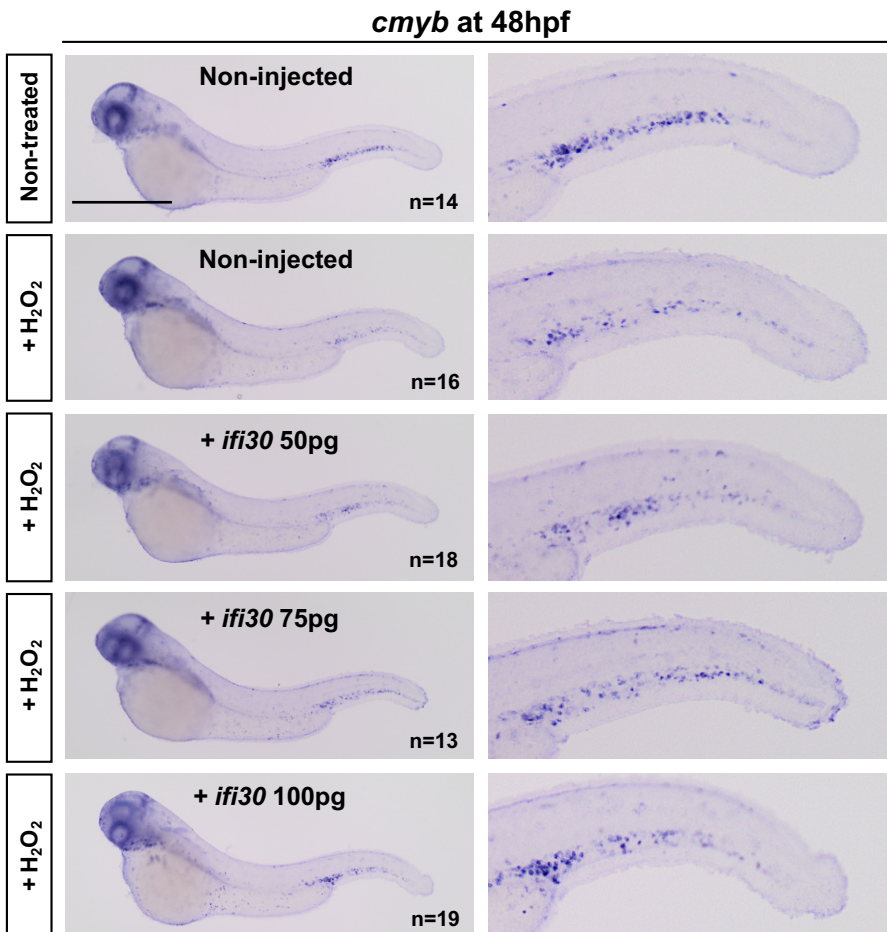 cmyb at 48hpf
Non-treated
Non-injected
n=14
+ H₂O₂
Non-injected
n=16
+ H₂O₂
+ ifi30 50pg
n=18
+ H₂O₂
+ ifi30 75pg
n=13
+ H₂O₂
+ ifi30 100pg
n=19